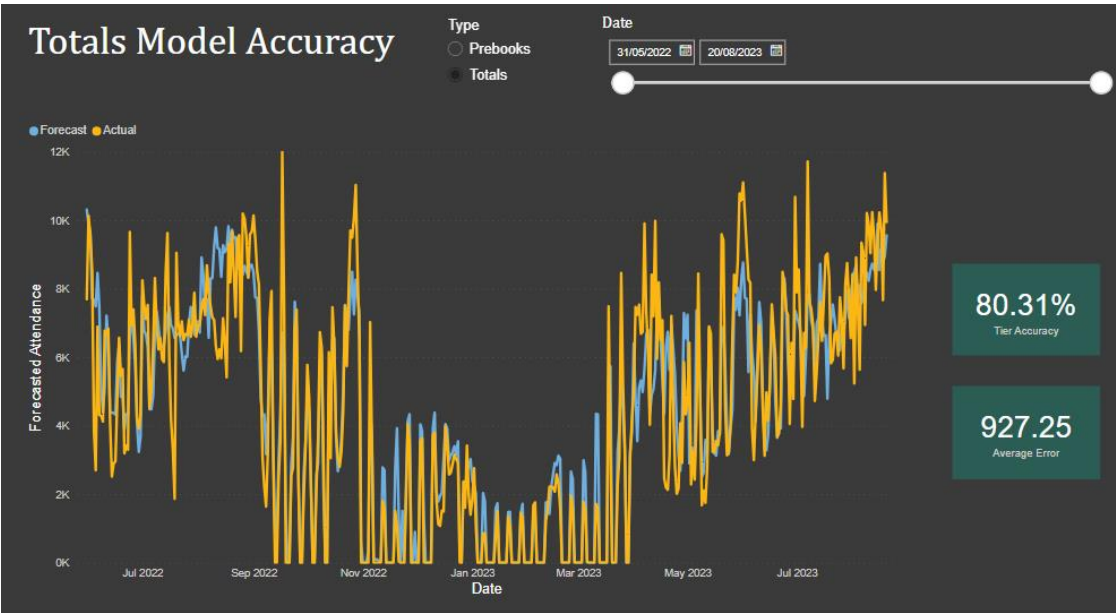 Totals Model Accuracy
Type
Prebooks
Totals
Date
31/05/2022
20/08/2023
Forecast
Actual
12K
10K
8K
6K
4K
2K
0K
Forecasted Attendance
Jul 2022
Sep 2022
Nov 2022
Jan 2023
Mar 2023
May 2023
Jul 2023
Date
80.31%
Tier Accuracy
927.25
Average Error